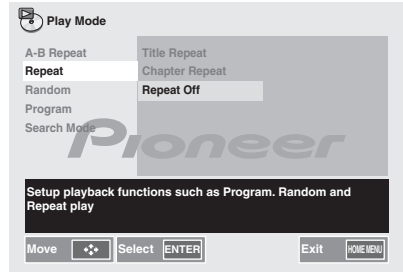 Play Mode
A-B Repeat
Repeat
Random
Program
Search Mode
Title Repeat
Chapter Repeat
Repeat Off
Pioneer
Setup playback functions such as Program. Random and
Repeat play
Move
Select ENTER
Exit HOME MENU